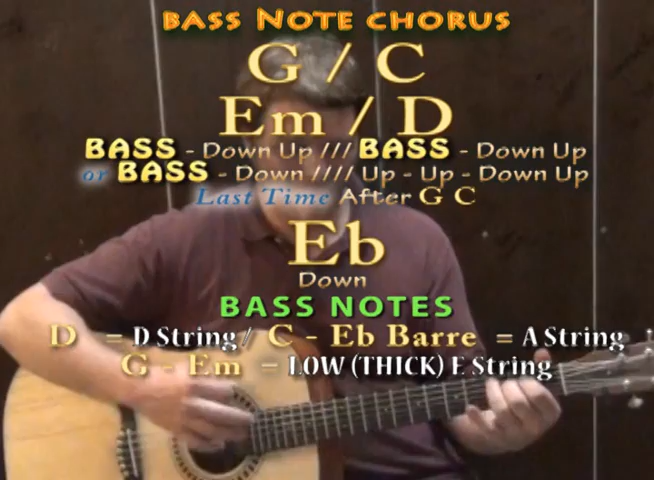 BASS NOTE CHORUS
G / C
Em / D
BASS - Down Up /// BASS - Down Up
or BASS - Down //// Up - Up - Down Up
Last Time After G C
Eb
Down
BASS NOTES
D = D String / C - Eb Barre = A String
G - Em = LOW (THICK) E String